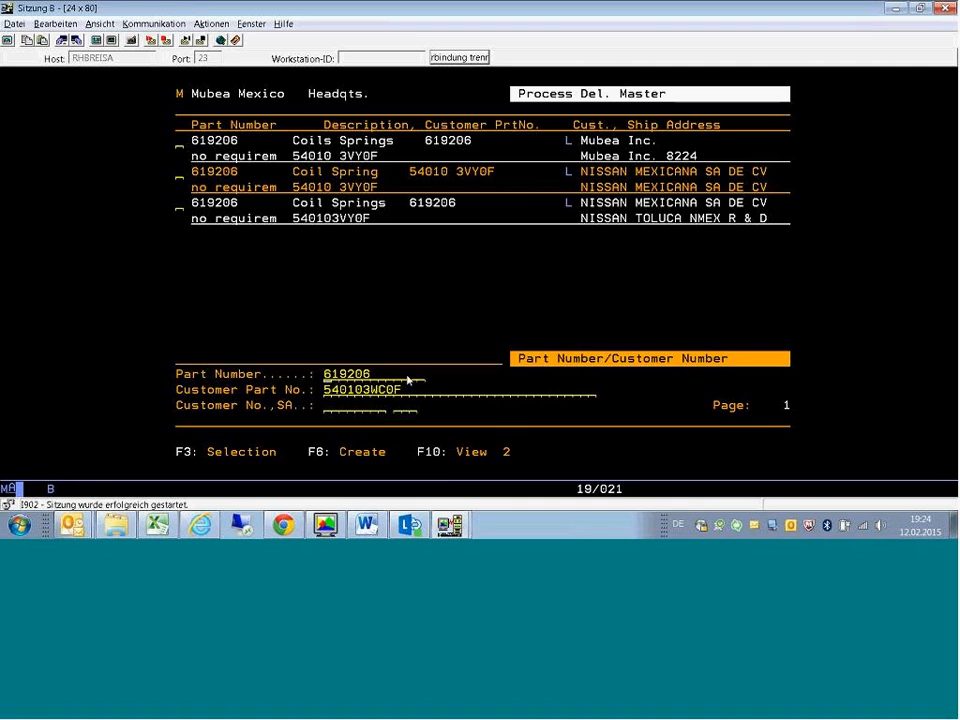 Sitzung B - [24 x 80]
Datei Bearbeiten Ansicht Kommunikation Aktionen Fenster Hilfe
Host: RHBREISA Port: 23 Workstation-ID: rbindung trenr
M Mubea Mexico Headqts. Process Del. Master
Part Number Description, Customer PrtNo. Cust., Ship Address
619206 Coils Springs 619206 L Mubea Inc.
no requirem 54010 3VY0F Mubea Inc. 8224
619206 Coil Spring 54010 3VY0F L NISSAN MEXICANA SA DE CV
no requirem 54010 3VY0F NISSAN MEXICANA SA DE CV
619206 Coil Springs 619206 L NISSAN MEXICANA SA DE CV
no requirem 540103VY0F NISSAN TOLUCA NMEX R & D
Part Number/Customer Number
Part Number......: 619206
Customer Part No.: 540103WC0F
Customer No.,SA..: Page: 1
F3: Selection F6: Create F10: View 2
MA B 19/021
I902 - Sitzung wurde erfolgreich gestartet.
DE 19:24
12.02.2015